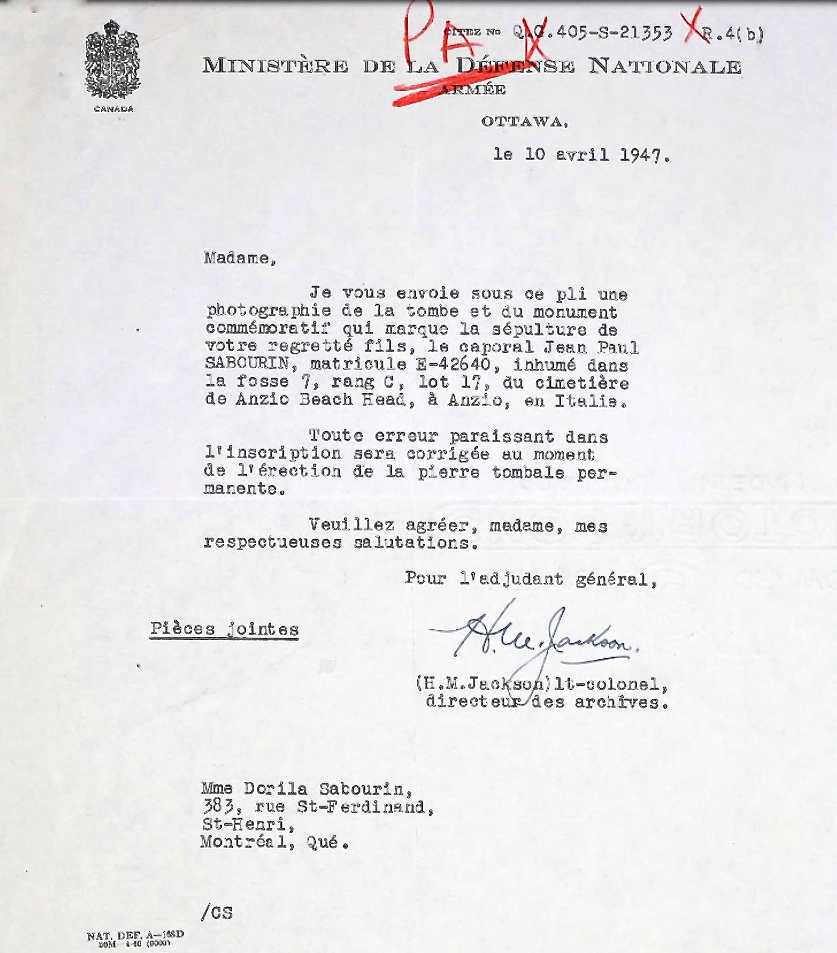 CITEZ No Q.G. 405-S-21353 R.4(b)
P A X X
MINISTÈRE DE LA DÉFENSE NATIONALE
ARMÉE
CANADA
OTTAWA,
le 10 avril 1947.
Madame,
Je vous envoie sous ce pli une
photographie de la tombe et du monument
commémoratif qui marque la sépulture de
votre regretté fils, le caporal Jean Paul
SABOURIN, matricule E-42640, inhumé dans
la fosse 7, rang C, lot 17, du cimetière
de Anzio Beach Head, à Anzio, en Italie.
Toute erreur paraissant dans
l'inscription sera corrigée au moment
de l'érection de la pierre tombale per-
manente.
Veuillez agréer, madame, mes
respectueuses salutations.
Pour l'adjudant général,
Pièces jointes
H.M. Jackson.
(H.M.Jackson)lt-colonel,
directeur des archives.
Mme Dorila Sabourin,
383, rue St-Ferdinand,
St-Henri,
Montréal, Qué.
/CS
NAT. DEF. A-168D
50M-4-46 (9000)